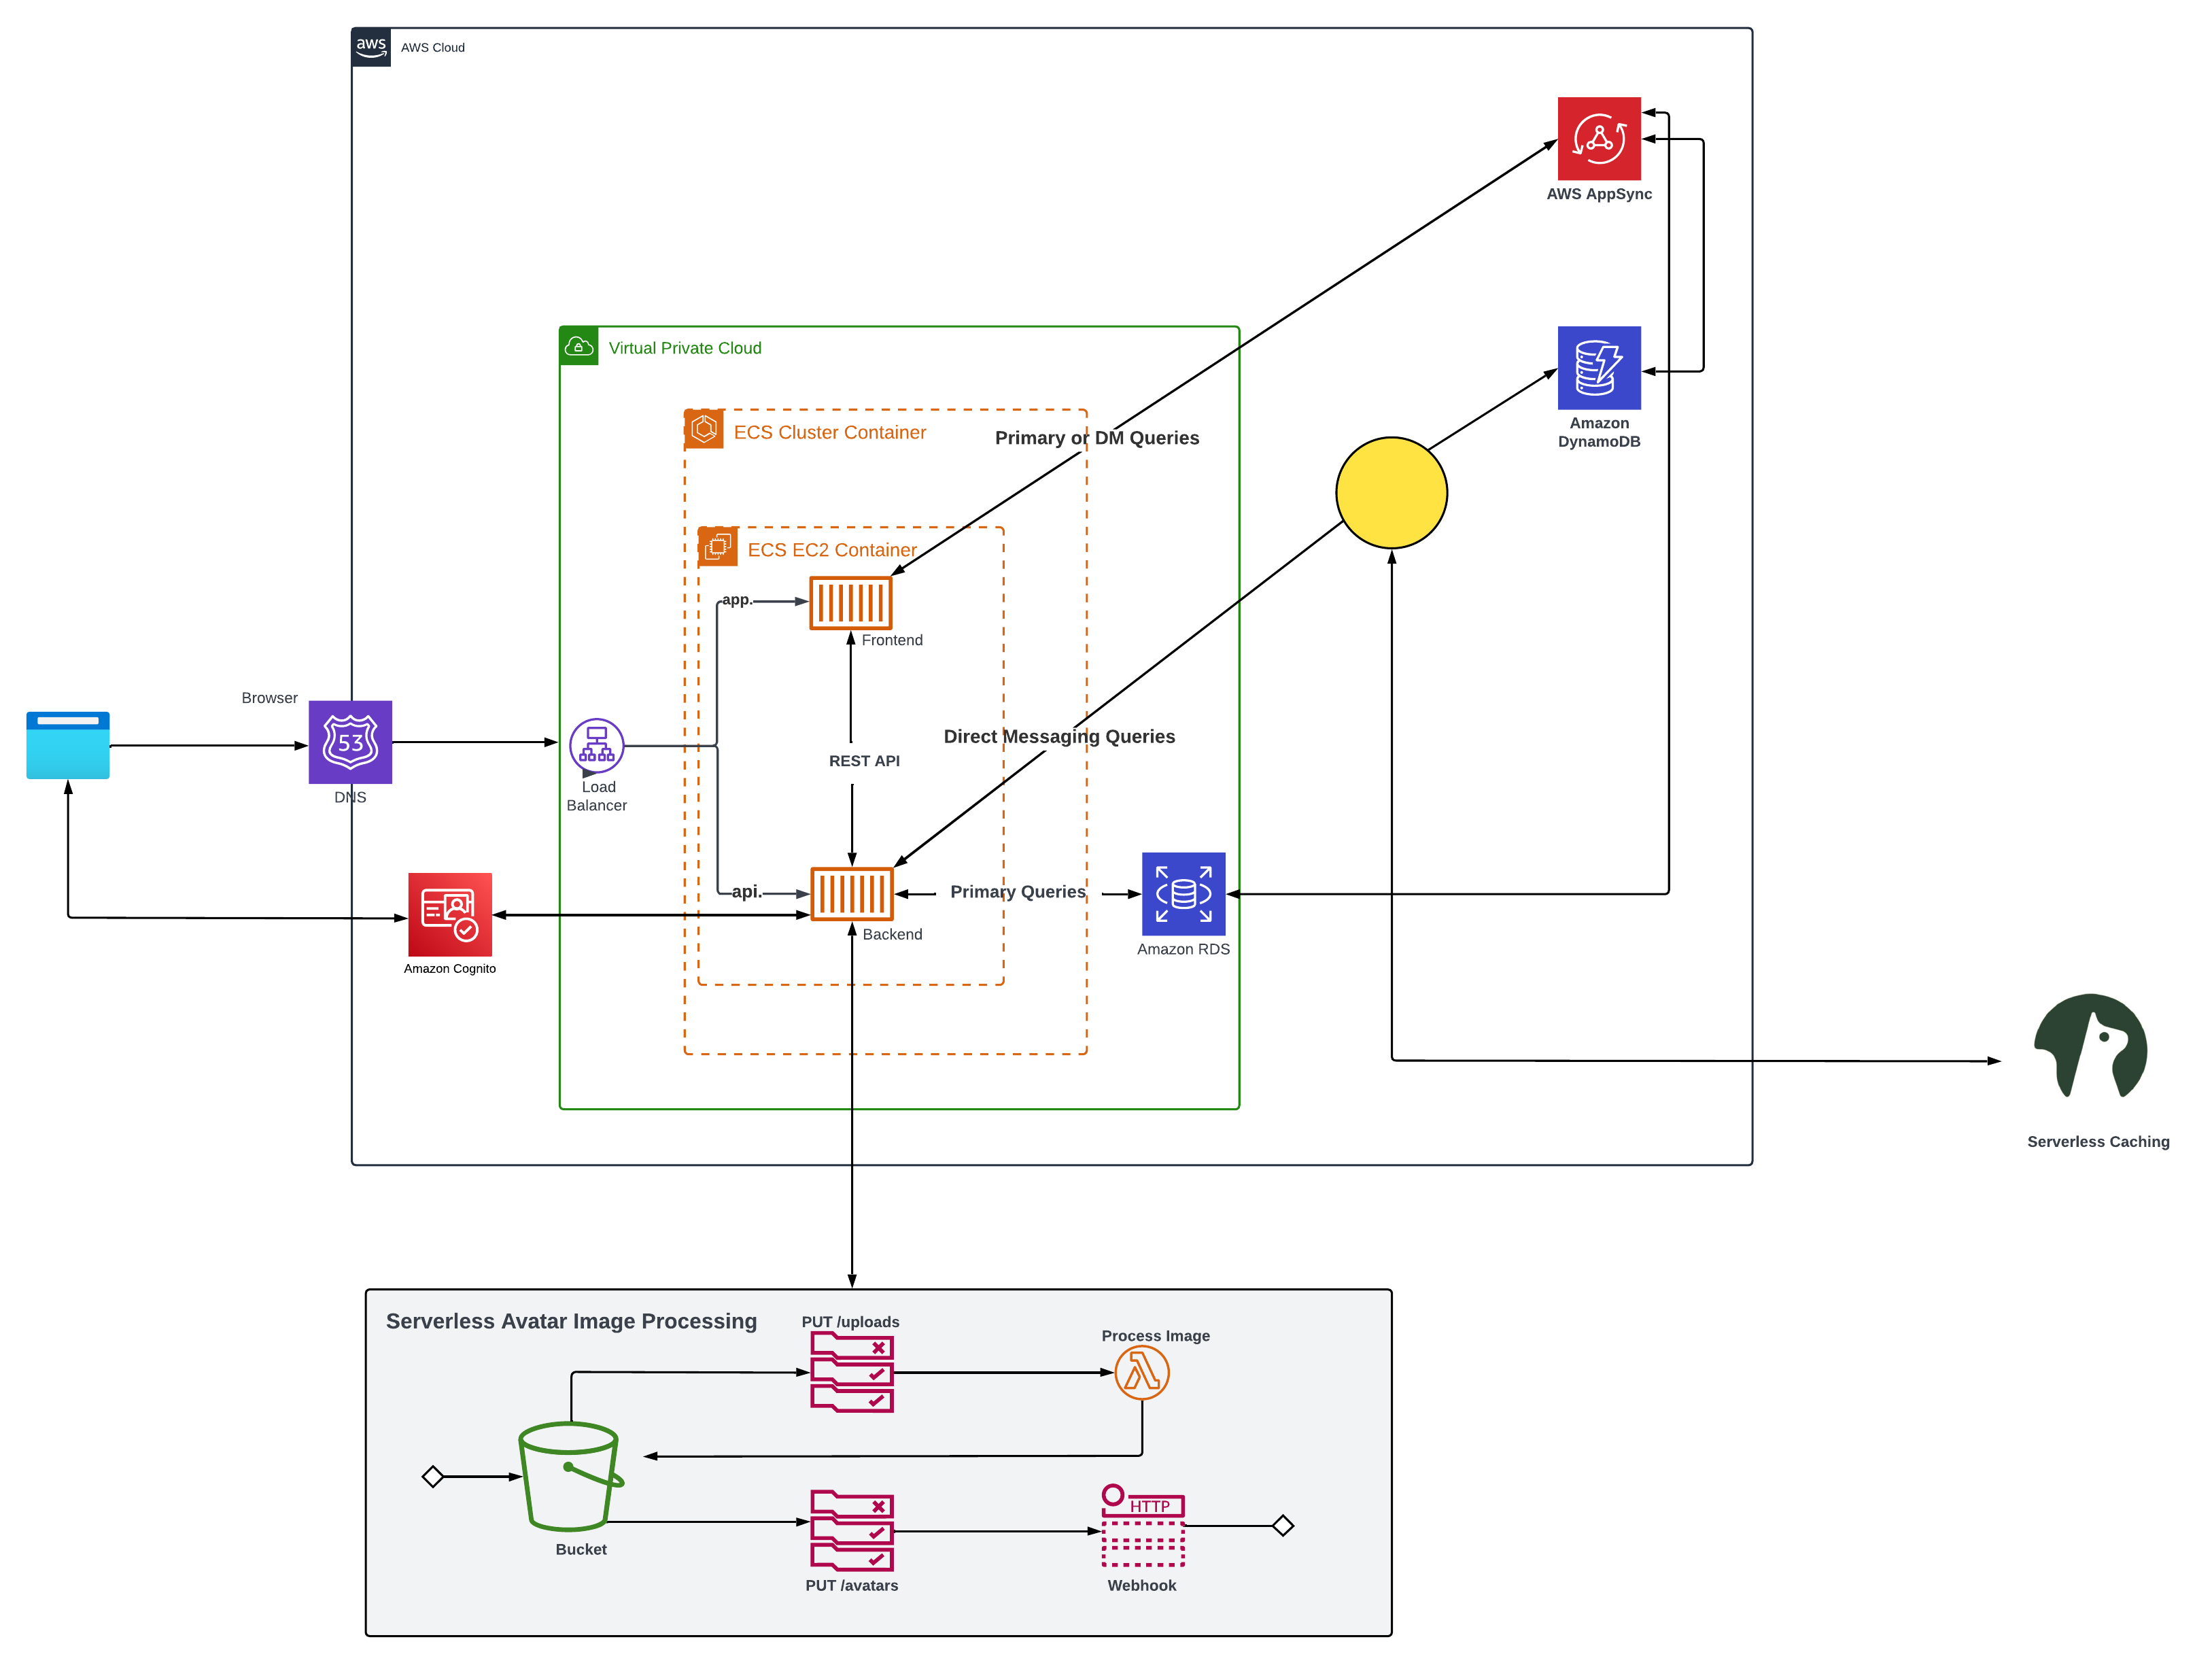 aws
AWS Cloud
AWS AppSync
Virtual Private Cloud
Amazon
DynamoDB
ECS Cluster Container
Primary or DM Queries
ECS EC2 Container
app.
Frontend
Browser
53
DNS
Direct Messaging Queries
REST API
Load
Balancer
api.
Primary Queries
Backend
Amazon RDS
Amazon Cognito
Serverless Caching
Serverless Avatar Image Processing
PUT /uploads
Process Image
HTTP
Bucket
PUT /avatars
Webhook